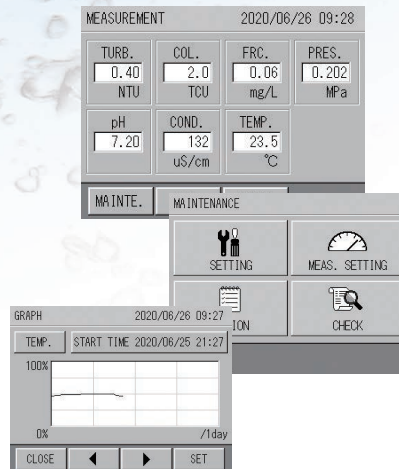 MEASUREMENT 2020/06/26 09:28
TURB. COL. FRC. PRES.
0.40 2.0 0.06 0.202
NTU TCU mg/L MPa
pH COND. TEMP.
7.20 132 23.5
uS/cm ℃
MAINTE.
MAINTENANCE
SETTING MEAS. SETTING
ION CHECK
GRAPH 2020/06/26 09:27
TEMP. START TIME 2020/06/25 21:27
100%
0% /1day
CLOSE SET